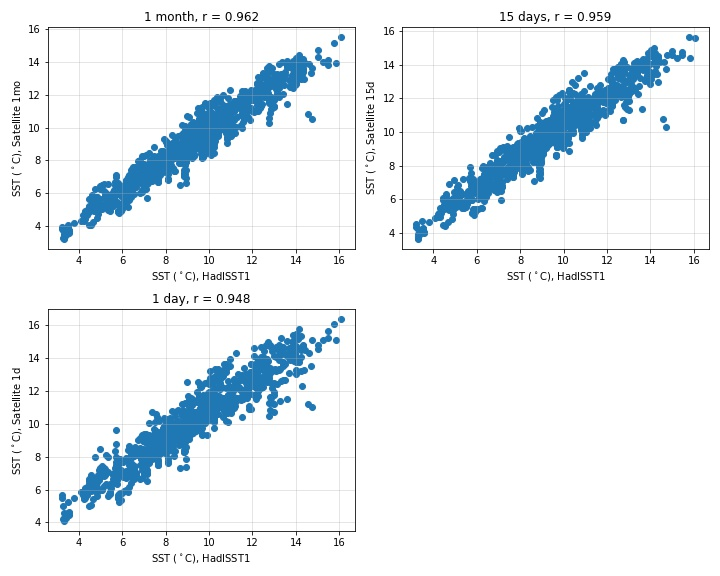 1 month, r = 0.962
SST (°C), Satellite 1mo
16
14
12
10
8
6
4
4 6 8 10 12 14 16
SST (°C), HadISST1
15 days, r = 0.959
SST (°C), Satellite 15d
16
14
12
10
8
6
4
4 6 8 10 12 14 16
SST (°C), HadISST1
1 day, r = 0.948
SST (°C), Satellite 1d
16
14
12
10
8
6
4
4 6 8 10 12 14 16
SST (°C), HadISST1